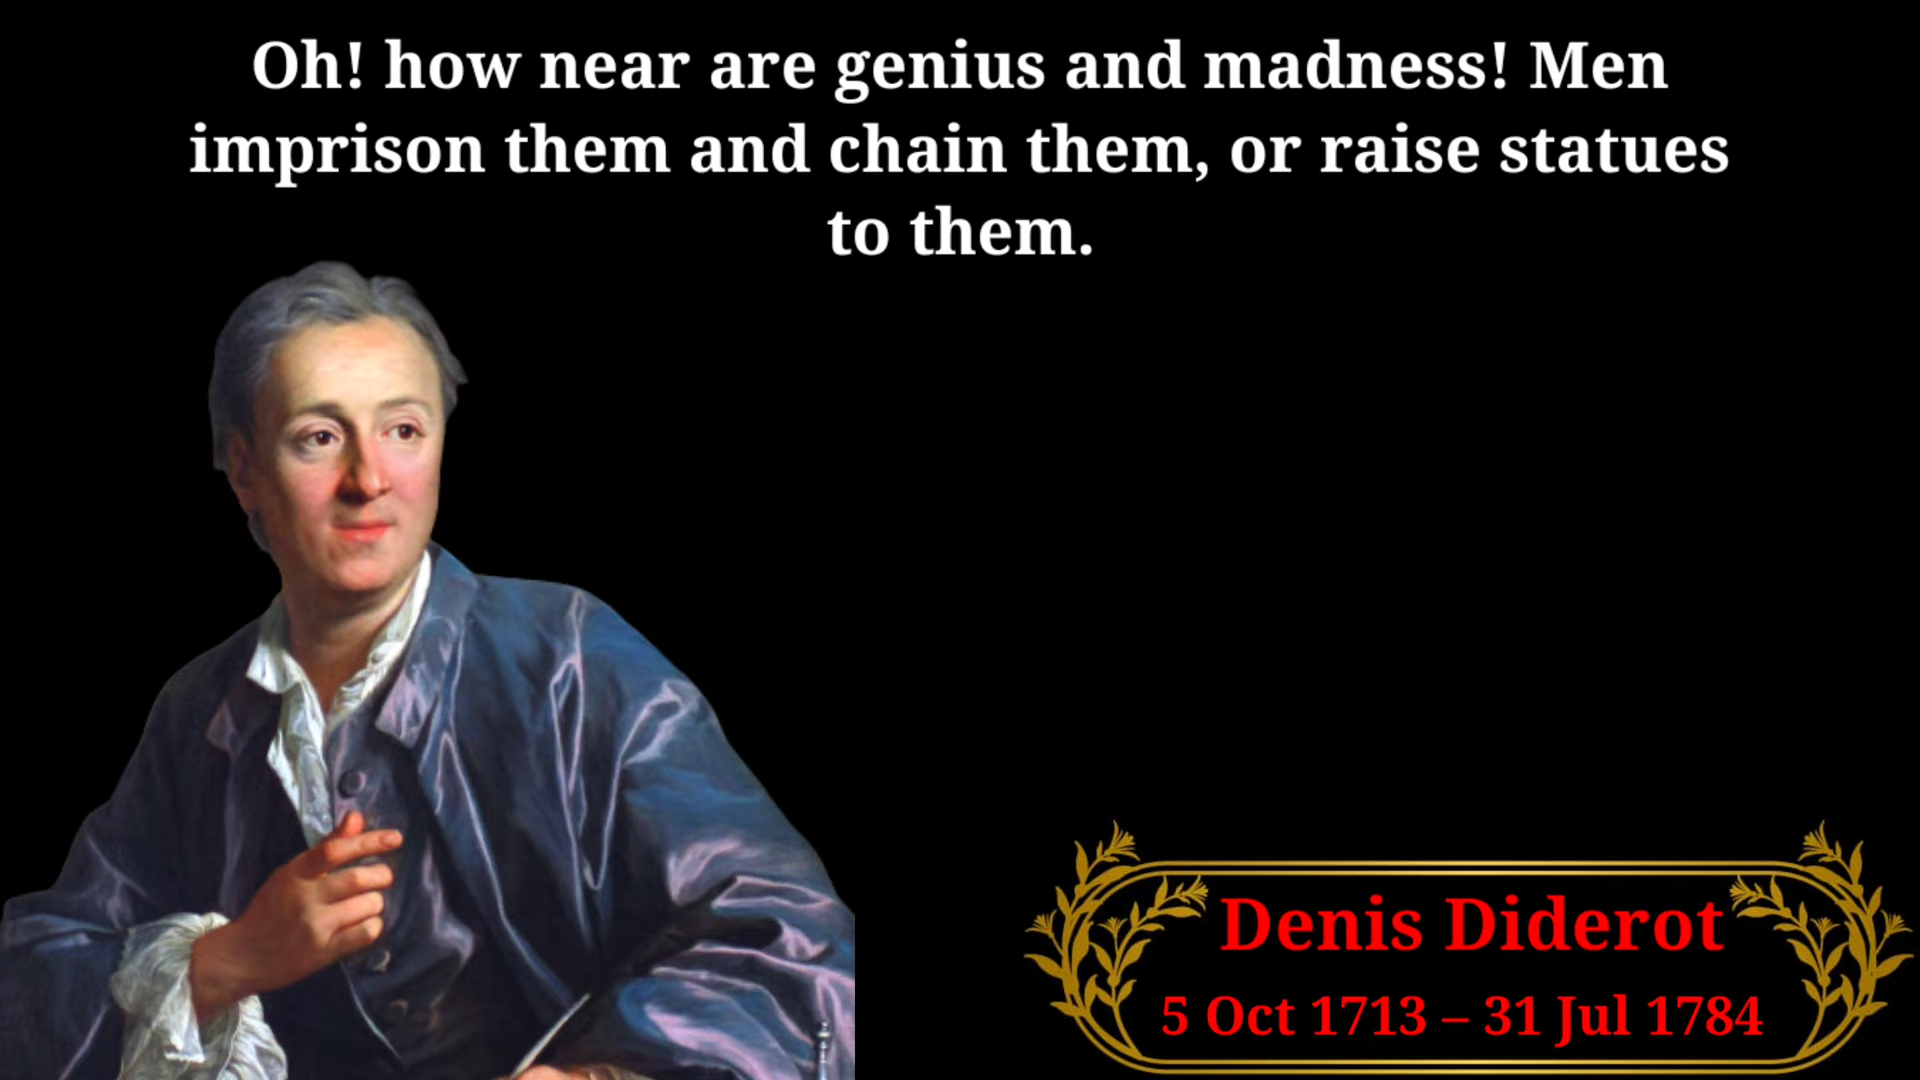 Oh! how near are genius and madness! Men
imprison them and chain them, or raise statues
to them.
Denis Diderot
5 Oct 1713 – 31 Jul 1784